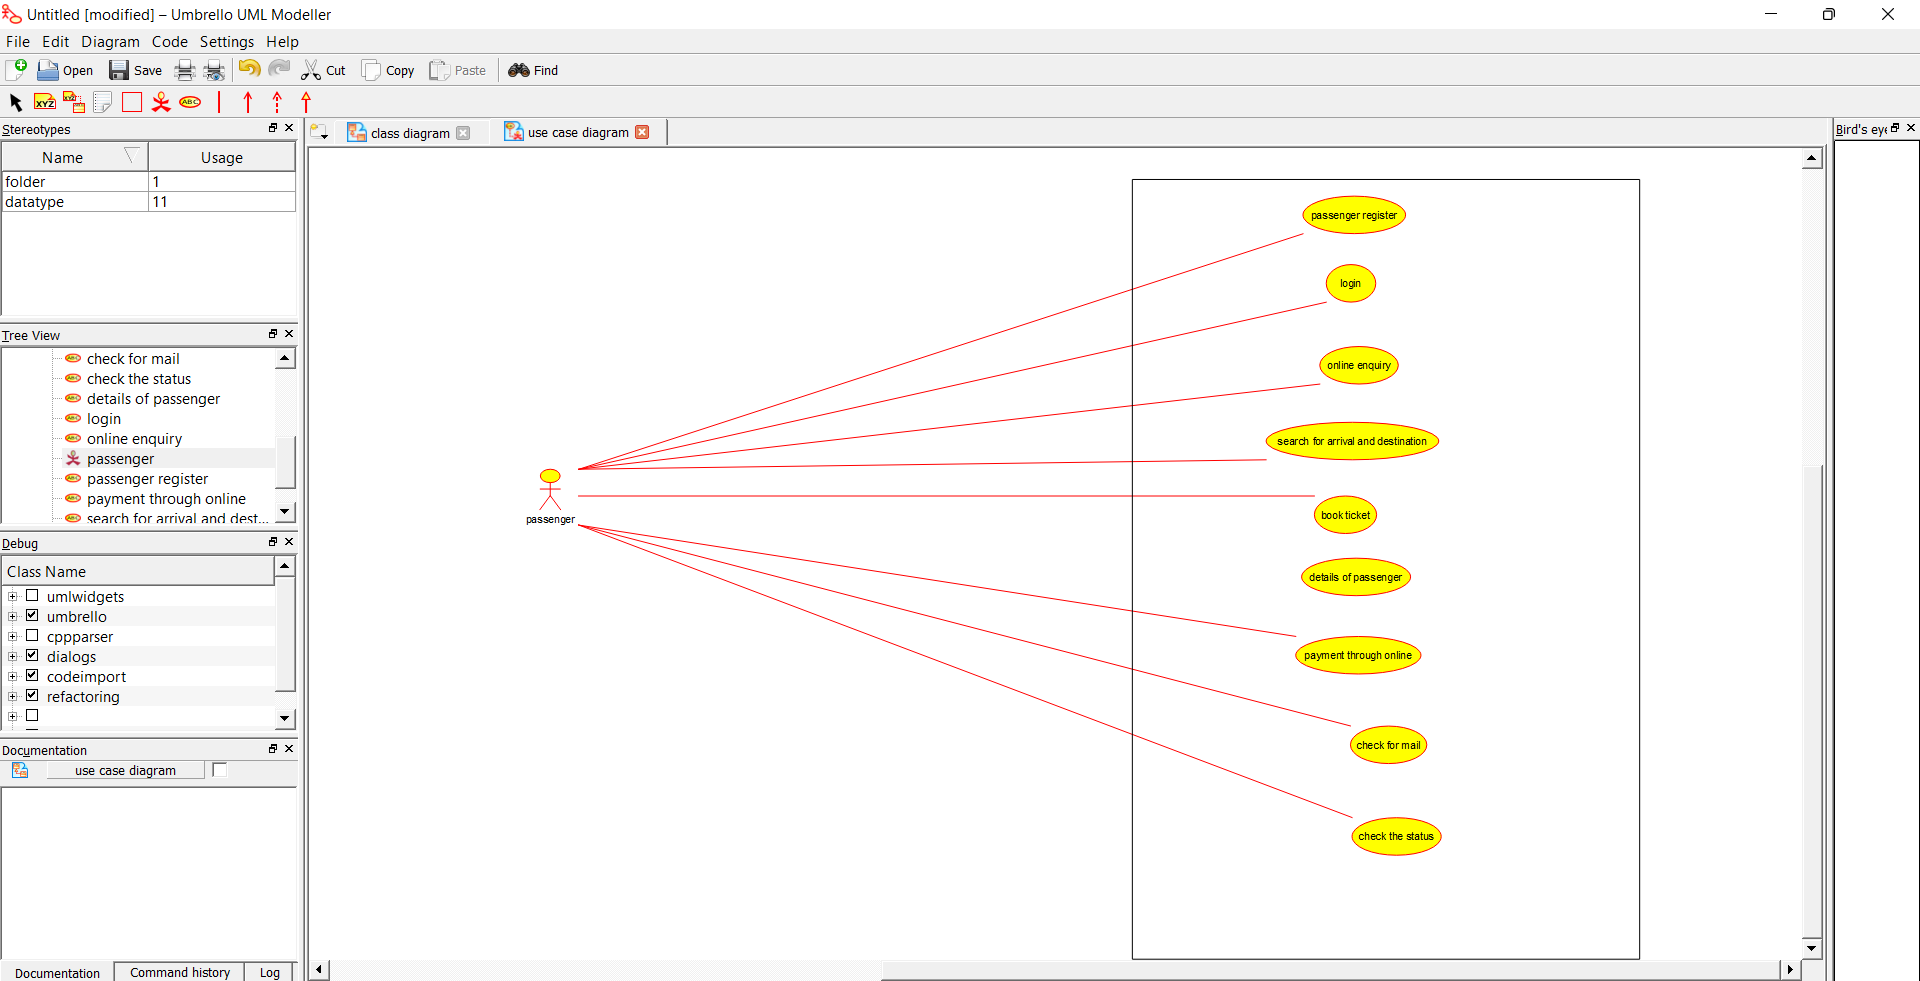 Untitled [modified] – Umbrello UML Modeller
File Edit Diagram Code Settings Help
Open Save Cut Copy Paste Find
XYZ XYZ ABC
Stereotypes
Name Usage
folder 1
datatype 11
Tree View
check for mail
check the status
details of passenger
login
online enquiry
passenger
passenger register
payment through online
search for arrival and dest...
Debug
Class Name
umlwidgets
umbrello
cppparser
dialogs
codeimport
refactoring
Documentation
use case diagram
Documentation Command history Log
class diagram use case diagram
passenger register
login
online enquiry
search for arrival and destination
passenger
book ticket
details of passenger
payment through online
check for mail
check the status
Bird's eye